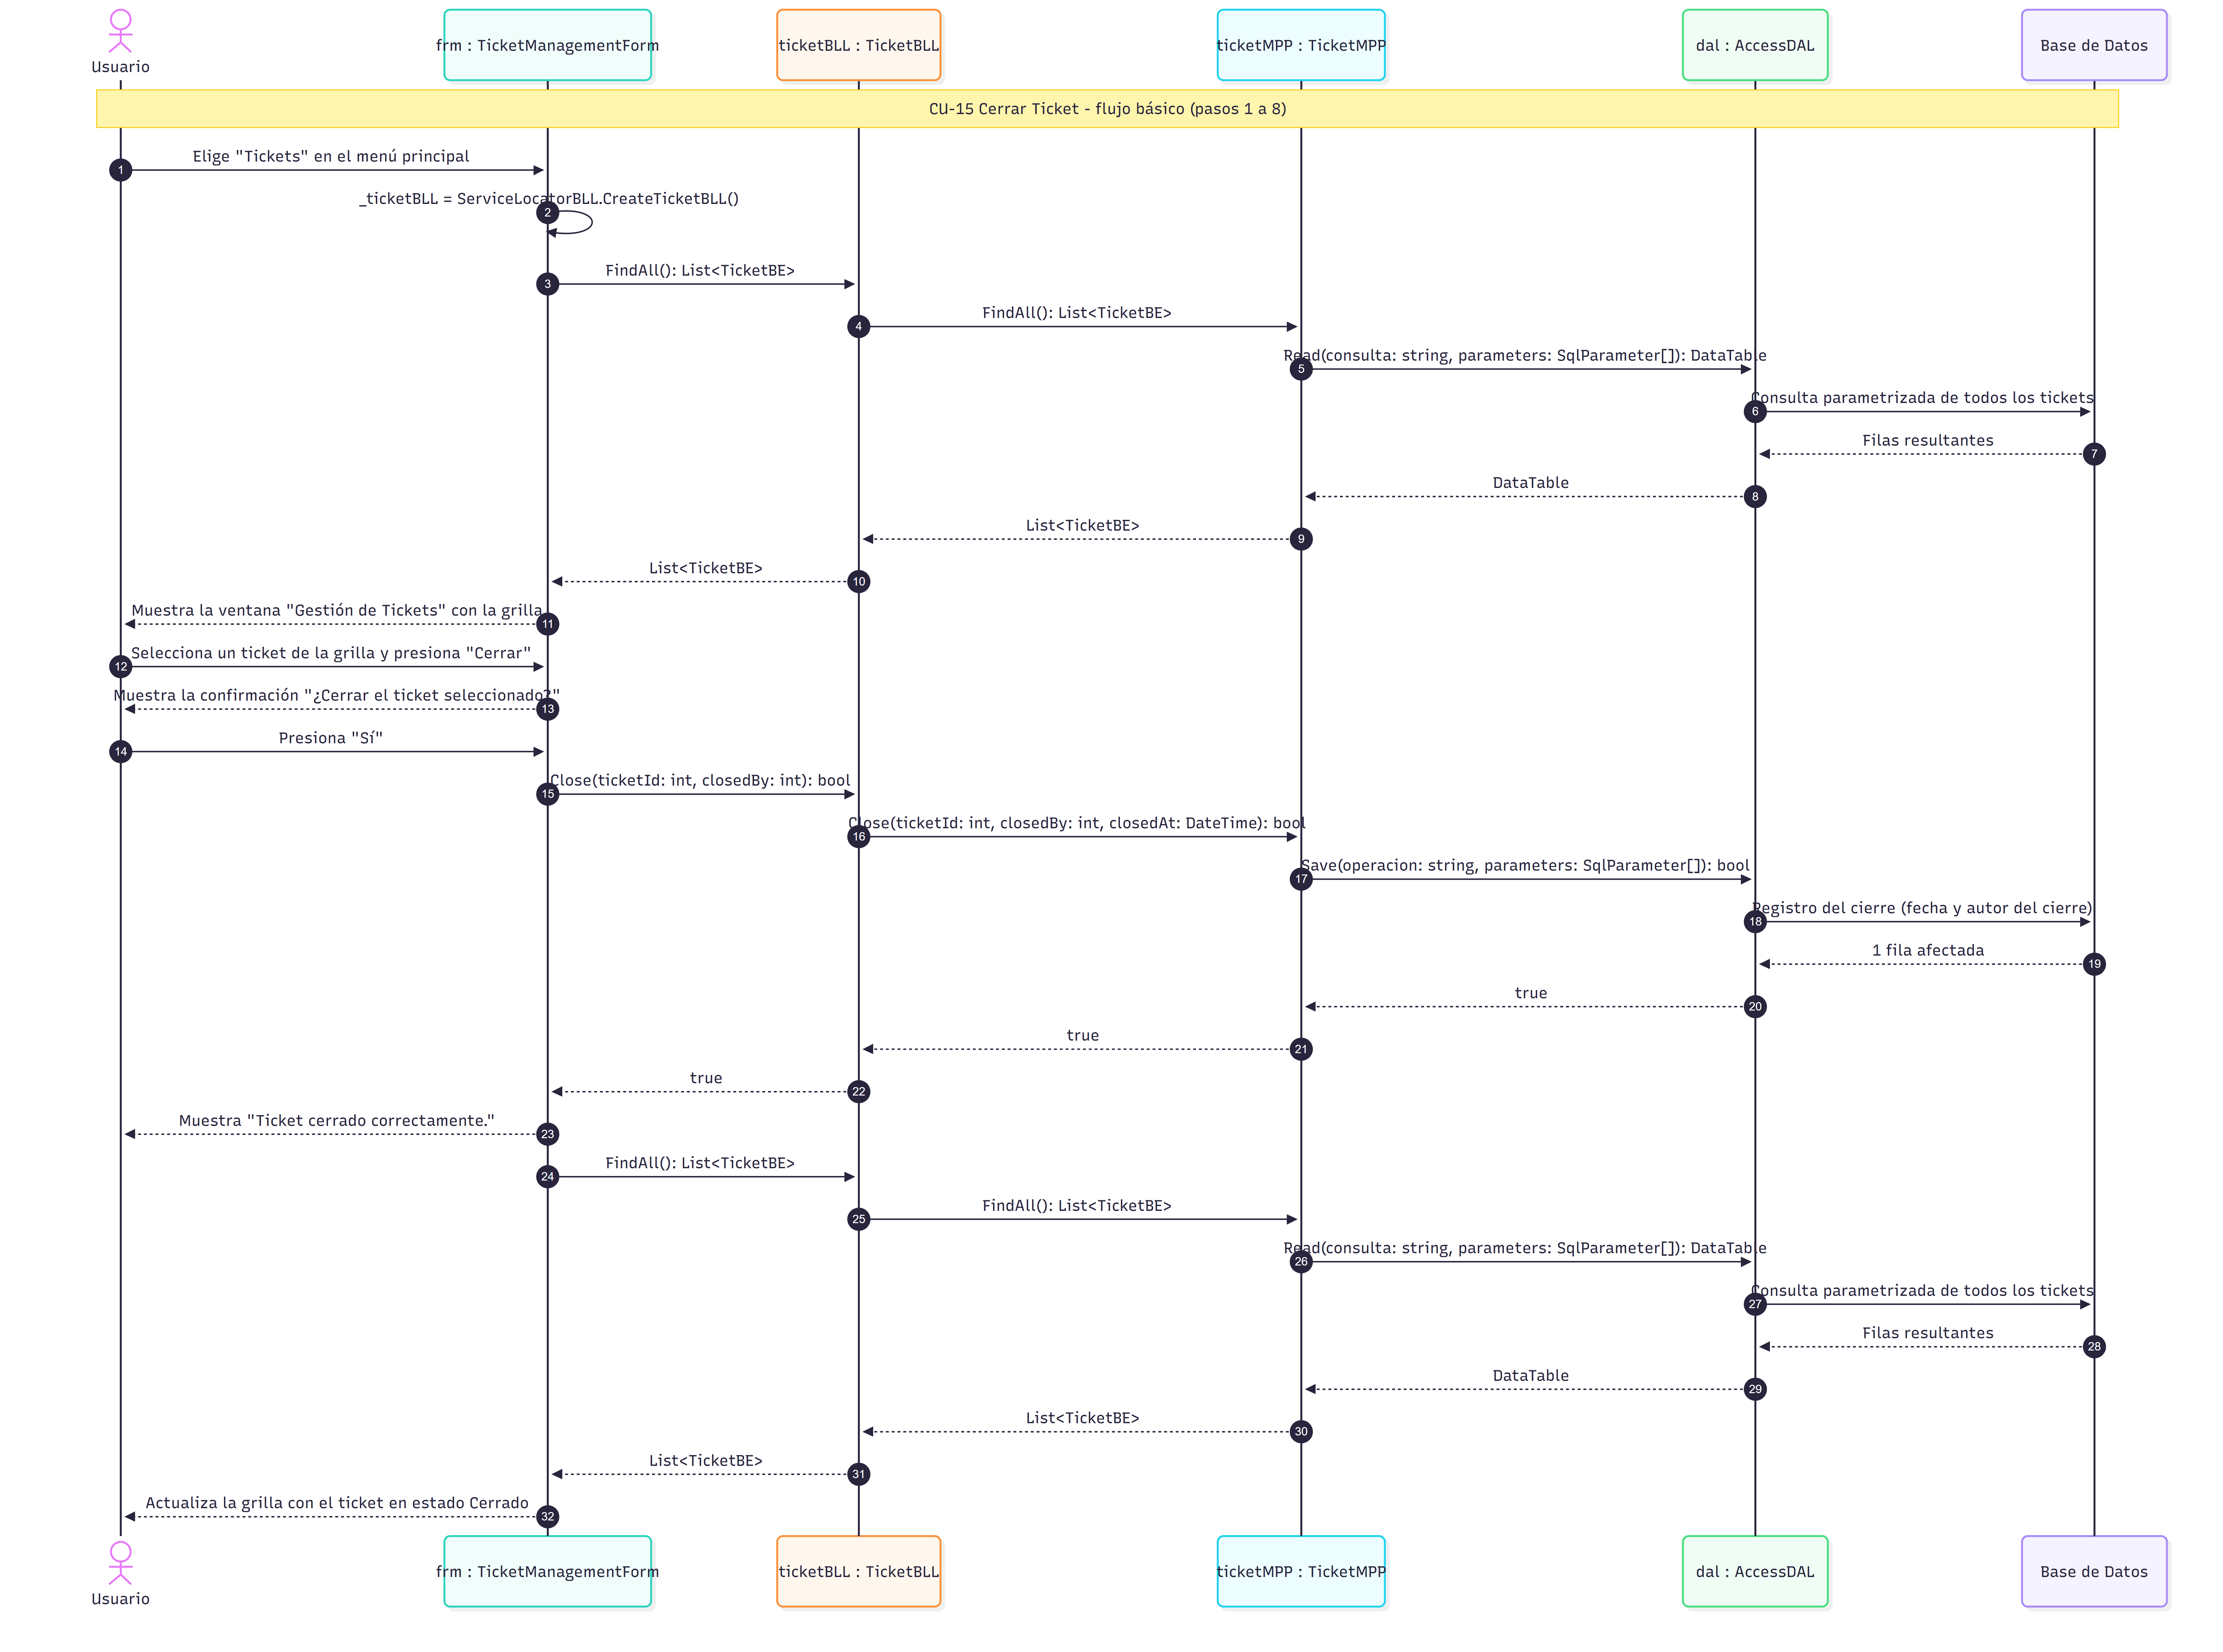 Usuario
frm : TicketManagementForm
ticketBLL : TicketBLL
ticketMPP : TicketMPP
dal : AccessDAL
Base de Datos
CU-15 Cerrar Ticket - flujo básico (pasos 1 a 8)
Elige "Tickets" en el menú principal
1
_ticketBLL = ServiceLocatorBLL.CreateTicketBLL()
2
FindAll(): List<TicketBE>
3
FindAll(): List<TicketBE>
4
Read(consulta: string, parameters: SqlParameter[]): DataTable
5
Consulta parametrizada de todos los tickets
6
Filas resultantes
7
DataTable
8
List<TicketBE>
9
List<TicketBE>
10
Muestra la ventana "Gestión de Tickets" con la grilla
11
Selecciona un ticket de la grilla y presiona "Cerrar"
12
Muestra la confirmación "¿Cerrar el ticket seleccionado?"
13
Presiona "Sí"
14
Close(ticketId: int, closedBy: int): bool
15
Close(ticketId: int, closedBy: int, closedAt: DateTime): bool
16
Save(operacion: string, parameters: SqlParameter[]): bool
17
Registro del cierre (fecha y autor del cierre)
18
1 fila afectada
19
true
20
true
21
true
22
Muestra "Ticket cerrado correctamente."
23
FindAll(): List<TicketBE>
24
FindAll(): List<TicketBE>
25
Read(consulta: string, parameters: SqlParameter[]): DataTable
26
Consulta parametrizada de todos los tickets
27
Filas resultantes
28
DataTable
29
List<TicketBE>
30
List<TicketBE>
31
Actualiza la grilla con el ticket en estado Cerrado
32
Usuario
frm : TicketManagementForm
ticketBLL : TicketBLL
ticketMPP : TicketMPP
dal : AccessDAL
Base de Datos